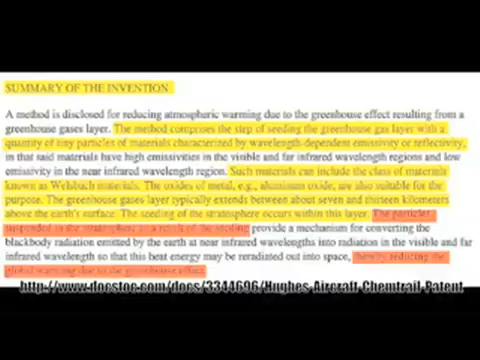 SUMMARY OF THE INVENTION
A method is disclosed for reducing atmospheric warming due to the greenhouse effect resulting from a
greenhouse gases layer. The method comprises the step of seeding the greenhouse gas layer with a
quantity of tiny particles of materials characterized by wavelength-dependent emissivity or reflectivity,
in that said materials have high emissivities in the visible and far infrared wavelength regions and low
emissivity in the near infrared wavelength region. Such materials can include the class of materials
known as Welsbach materials. The oxides of metal, e.g., aluminum oxide, are also suitable for the
purpose. The greenhouse gases layer typically extends between about seven and thirteen kilometers
above the earth's surface. The seeding of the stratosphere occurs within this layer. The particles
suspended in the stratosphere as a result of the seeding provide a mechanism for converting the
blackbody radiation emitted by the earth at near infrared wavelengths into radiation in the visible and far
infrared wavelength so that this heat energy may be reradiated out into space, thereby reducing the
global warming due to the greenhouse effect.
http://www.docstoc.com/docs/3344696/Hughes-Aircraft-Chemtrail-Patent